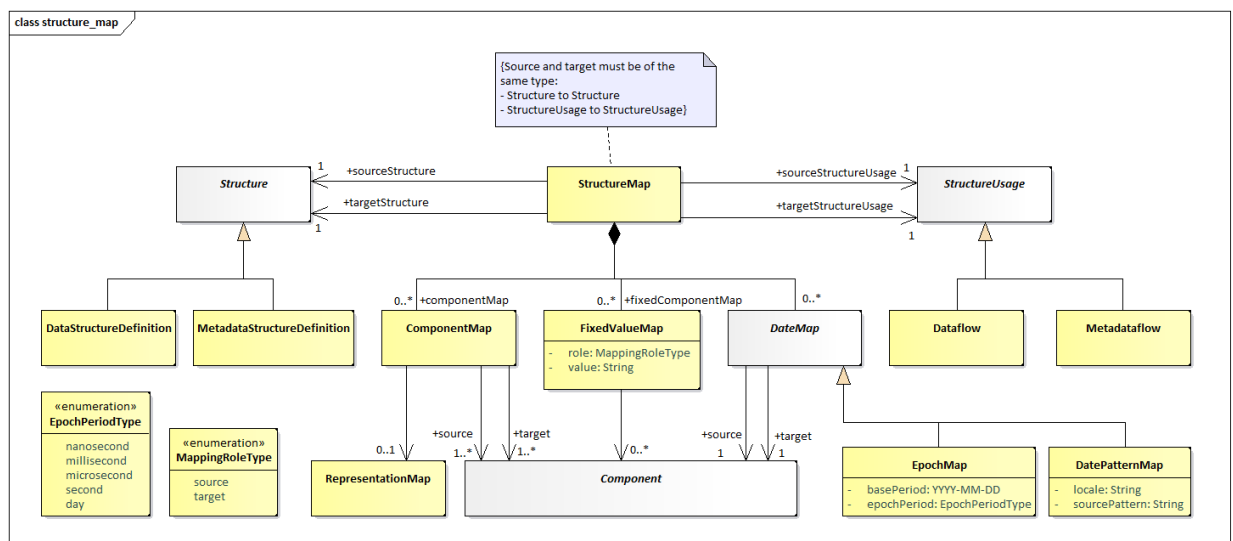 class structure_map
{Source and target must be of the
same type:
- Structure to Structure
- StructureUsage to StructureUsage}
Structure
1
+sourceStructure
+targetStructure
1
StructureMap
+sourceStructureUsage
1
+targetStructureUsage
1
StructureUsage
0..*
+componentMap
0..*
+fixedComponentMap
0..*
DataStructureDefinition
MetadataStructureDefinition
ComponentMap
FixedValueMap
- role: MappingRoleType
- value: String
DateMap
Dataflow
Metadataflow
«enumeration»
EpochPeriodType
nanosecond
millisecond
microsecond
second
day
«enumeration»
MappingRoleType
source
target
0..1
+source
1..*
+target
1..*
0..*
+source
1
+target
1
RepresentationMap
Component
EpochMap
- basePeriod: YYYY-MM-DD
- epochPeriod: EpochPeriodType
DatePatternMap
- locale: String
- sourcePattern: String